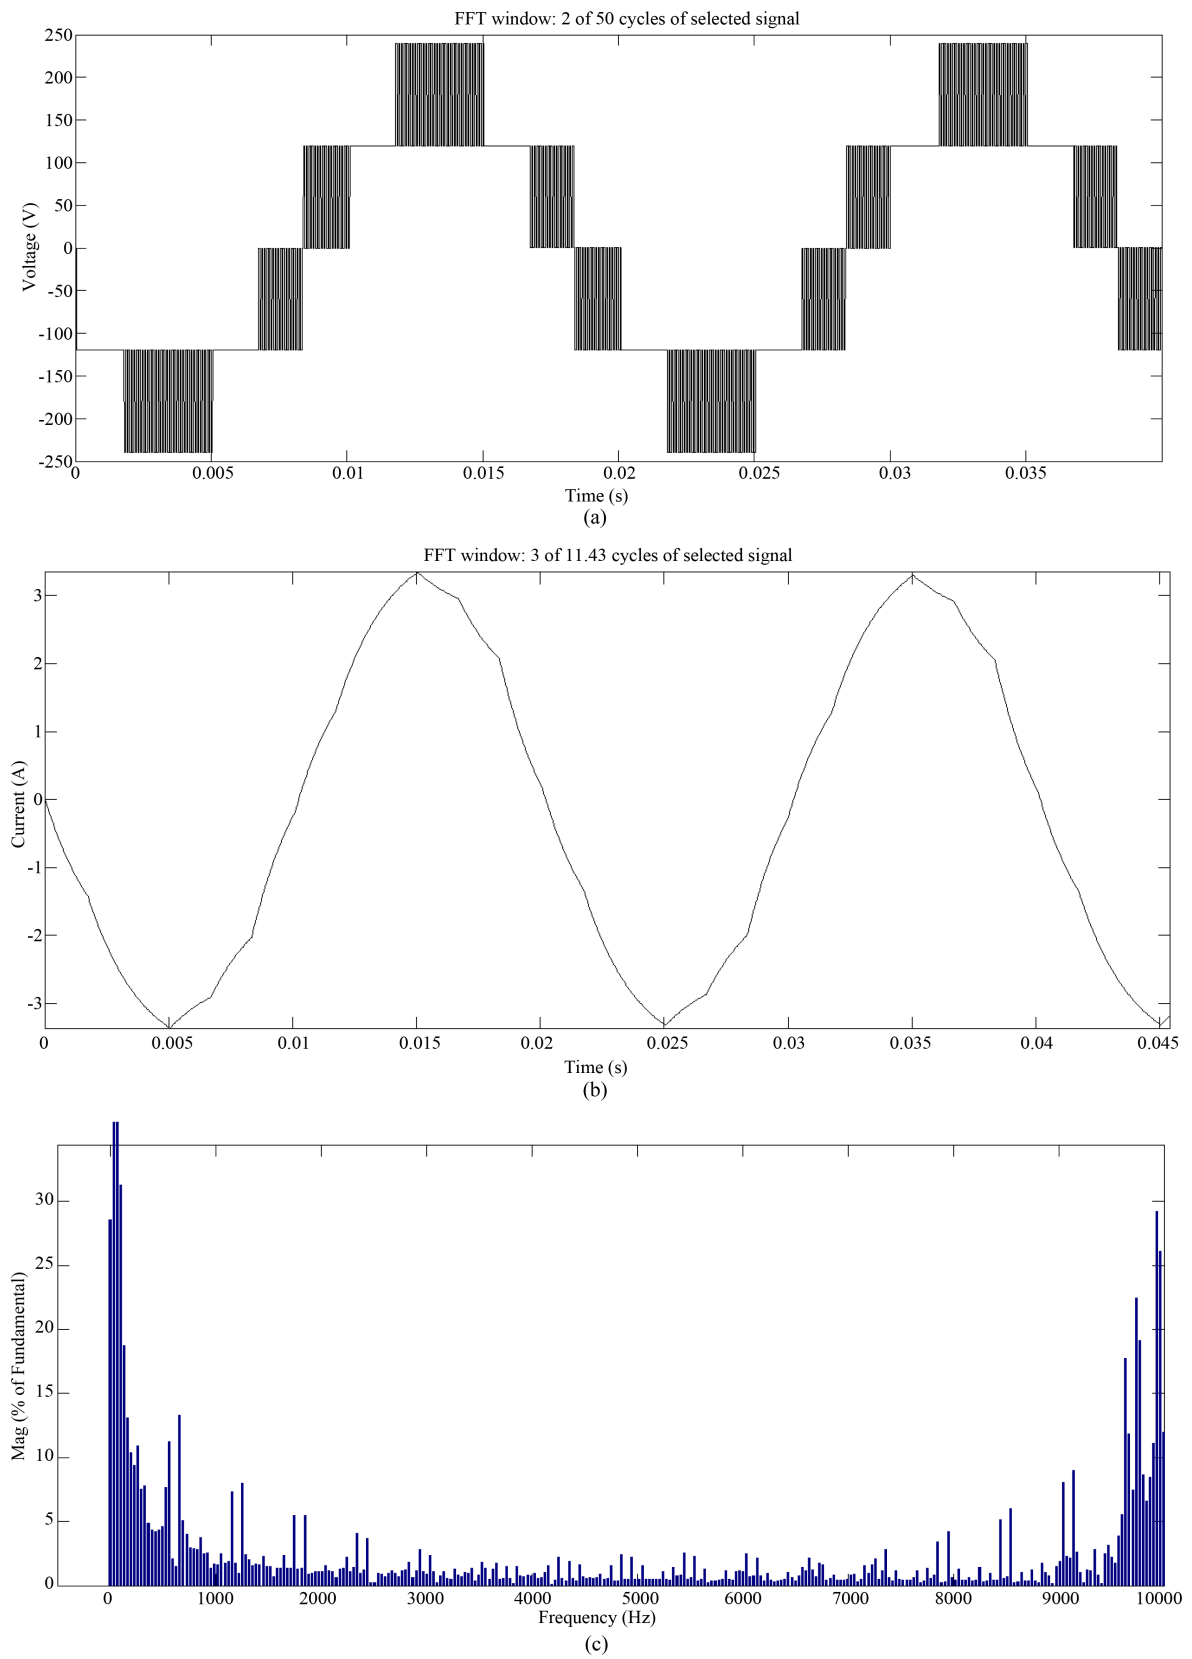 FFT window: 2 of 50 cycles of selected signal
250
200
150
100
50
0
-50
-100
-150
-200
-250
Voltage (V)
0 0.005 0.01 0.015 0.02 0.025 0.03 0.035
Time (s)
(a)
FFT window: 3 of 11.43 cycles of selected signal
3
2
1
0
-1
-2
-3
Current (A)
0 0.005 0.01 0.015 0.02 0.025 0.03 0.035 0.04 0.045
Time (s)
(b)
30
25
20
15
10
5
0
Mag (% of Fundamental)
0 1000 2000 3000 4000 5000 6000 7000 8000 9000 10000
Frequency (Hz)
(c)